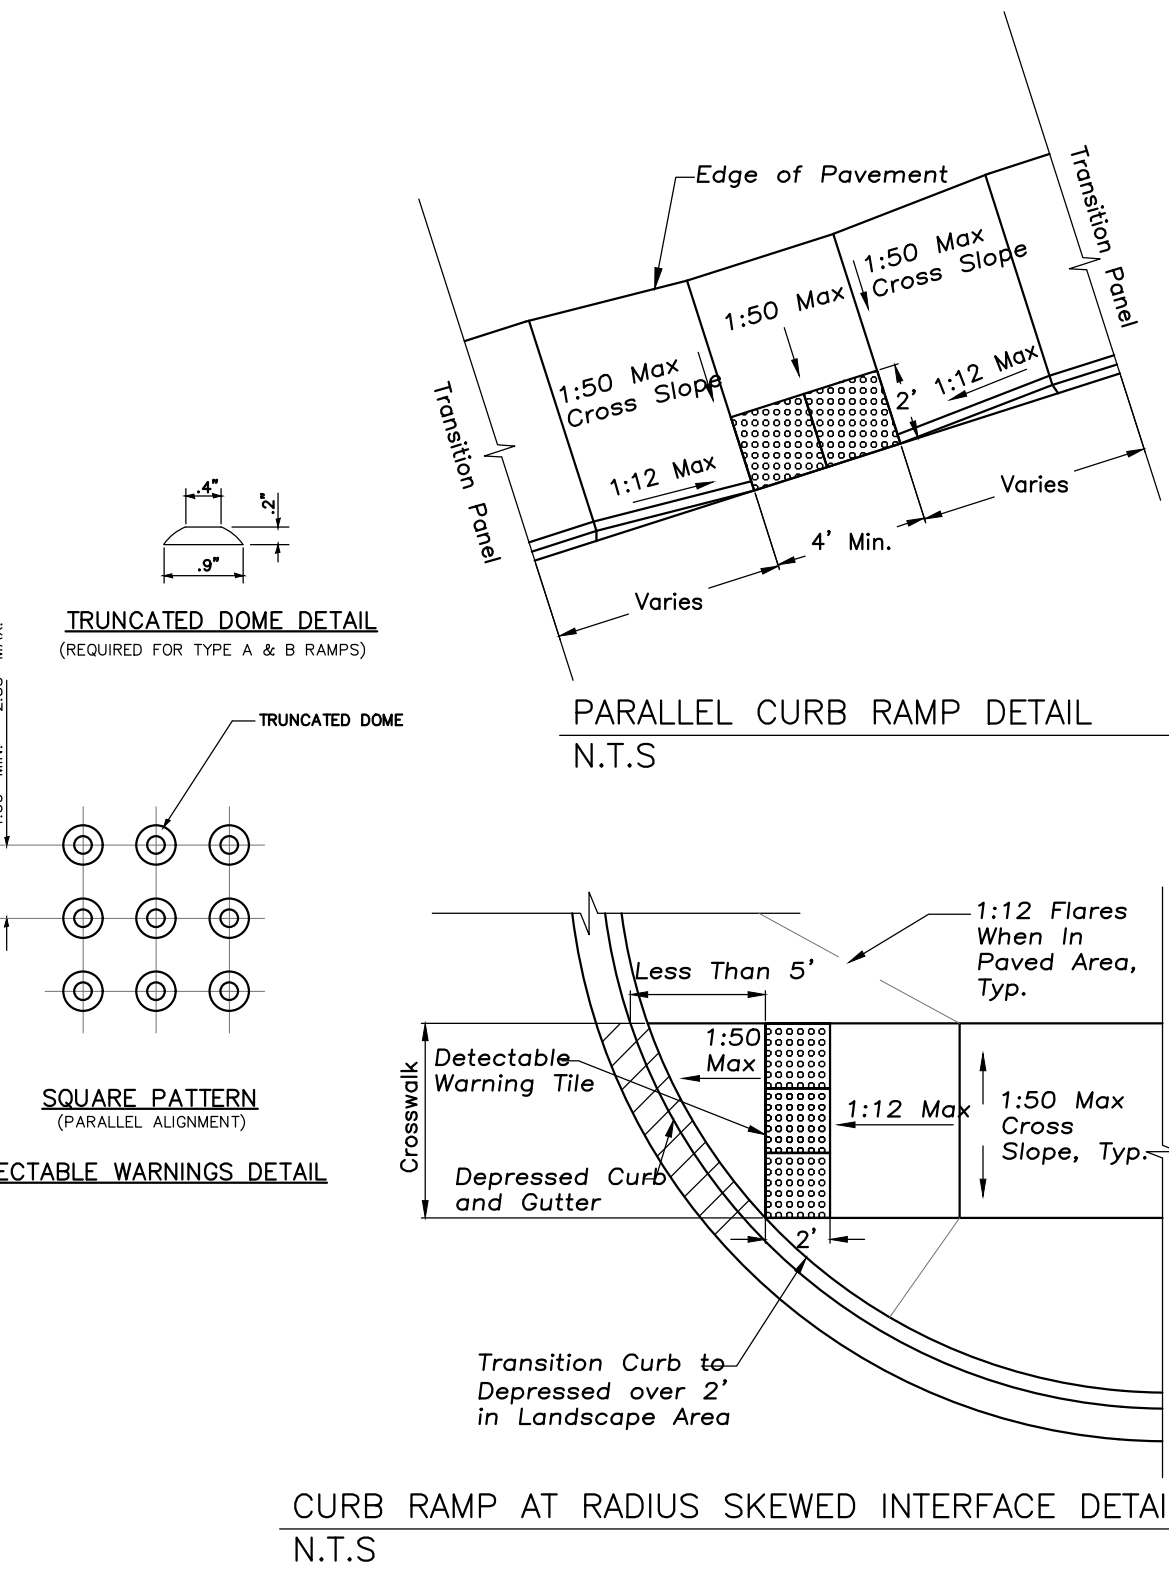 Edge of Pavement
Transition Panel
1:50 Max
Cross Slope
1:50 Max
1:50 Max
Cross Slope
1:12 Max
2'
Transition Panel
1:12 Max
Varies
4' Min.
Varies
PARALLEL CURB RAMP DETAIL
N.T.S
.4"
.2"
.9"
TRUNCATED DOME DETAIL
(REQUIRED FOR TYPE A & B RAMPS)
TRUNCATED DOME
SQUARE PATTERN
(PARALLEL ALIGNMENT)
ECTABLE WARNINGS DETAIL
1:12 Flares
When In
Paved Area,
Typ.
Less Than 5'
1:50
Max
Detectable
Warning Tile
Crosswalk
1:12 Max
1:50 Max
Cross
Slope, Typ.
Depressed Curb
and Gutter
2'
Transition Curb to
Depressed over 2'
in Landscape Area
CURB RAMP AT RADIUS SKEWED INTERFACE DETAI
N.T.S